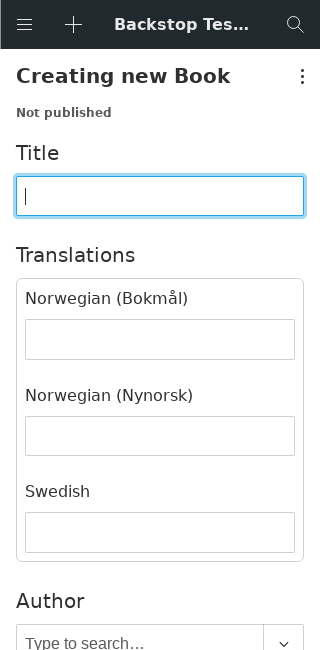 Backstop Tes…
Creating new Book
Not published
Title
Translations
Norwegian (Bokmål)
Norwegian (Nynorsk)
Swedish
Author
Type to search…